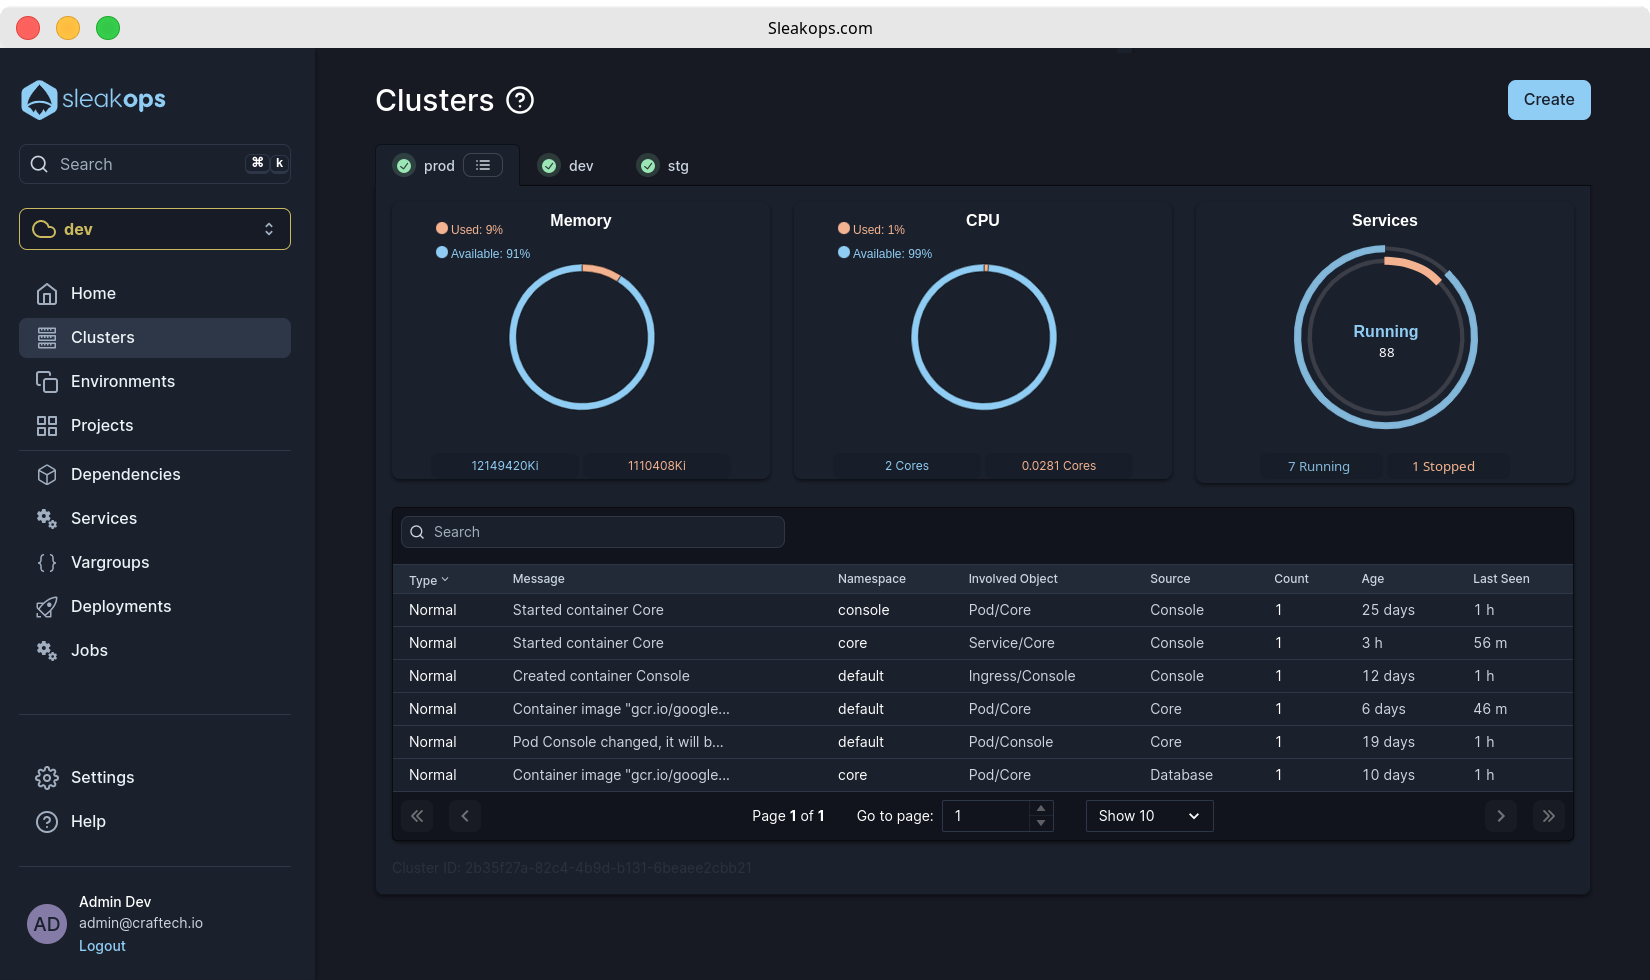 Sleakops.com
sleakops
Search ⌘ k
dev
Home
Clusters
Environments
Projects
Dependencies
Services
Vargroups
Deployments
Jobs
Settings
Help
AD
Admin Dev
admin@craftech.io
Logout
Clusters ?
Create
prod
dev
stg
Memory
Used: 9%
Available: 91%
12149420Ki
1110408Ki
CPU
Used: 1%
Available: 99%
2 Cores
0.0281 Cores
Services
Running
88
7 Running
1 Stopped
Search
Type Message Namespace Involved Object Source Count Age Last Seen
Normal Started container Core console Pod/Core Console 1 25 days 1 h
Normal Started container Core core Service/Core Console 1 3 h 56 m
Normal Created container Console default Ingress/Console Console 1 12 days 1 h
Normal Container image "gcr.io/google... default Pod/Core Core 1 6 days 46 m
Normal Pod Console changed, it will b... default Pod/Console Core 1 19 days 1 h
Normal Container image "gcr.io/google... core Pod/Core Database 1 10 days 1 h
Page 1 of 1 Go to page: 1 Show 10
Cluster ID: 2b35f27a-82c4-4b9d-b131-6beaee2cbb21